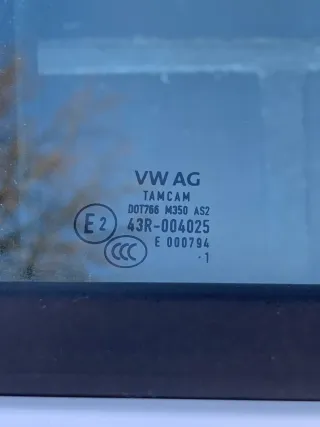 VW AG
TAMCAM
DOT766 M350 AS2
E2 43R-004025
E 000794
CCC
·1